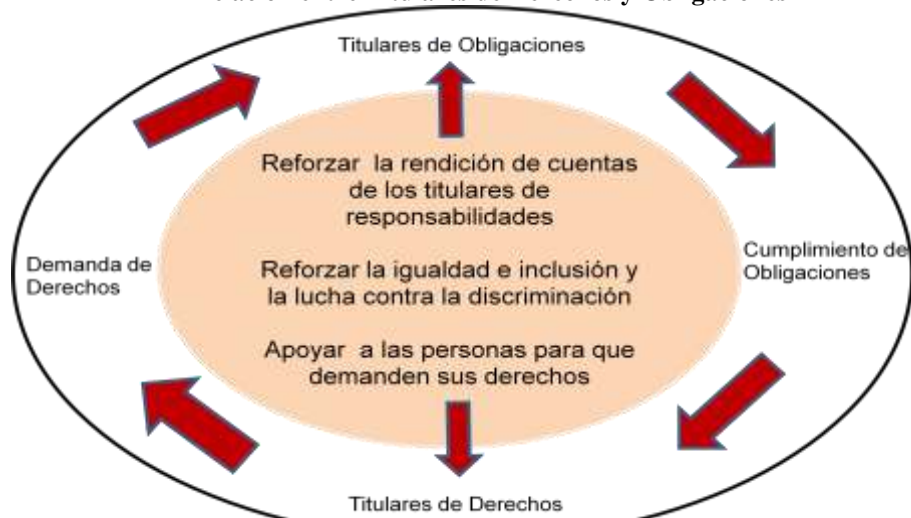 Titulares de Obligaciones
Reforzar la rendición de cuentas
de los titulares de
responsabilidades
Demanda de
Derechos
Cumplimiento de
Obligaciones
Reforzar la igualdad e inclusión y
la lucha contra la discriminación
Apoyar a las personas para que
demanden sus derechos
Titulares de Derechos